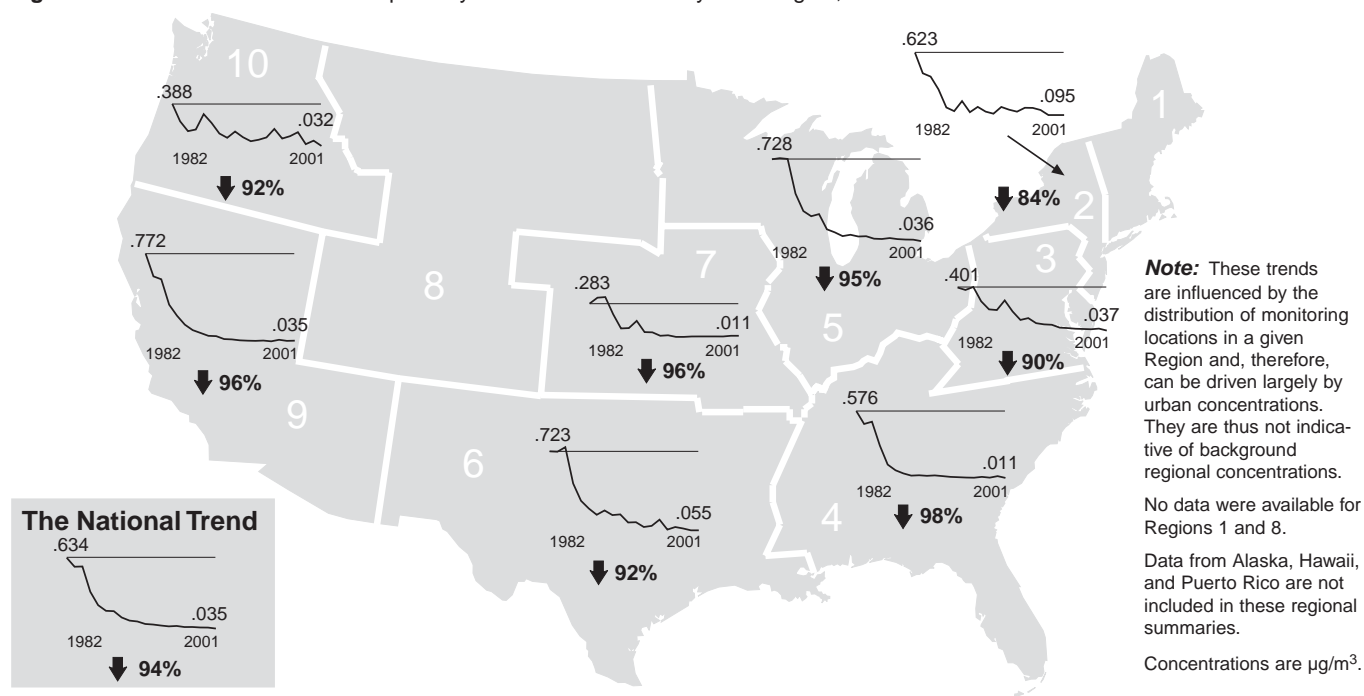 10
.388
.032
1982 2001
92%
.623
.095
1982 2001
84%
1
2
.728
.036
1982 2001
95%
5
3
.401
.037
1982 2001
90%
.772
.035
1982 2001
96%
9
8
7
.283
.011
1982 2001
96%
6
.723
.055
1982 2001
92%
.576
.011
1982 2001
98%
4
The National Trend
.634
.035
1982 2001
94%
Note: These trends
are influenced by the
distribution of monitoring
locations in a given
Region and, therefore,
can be driven largely by
urban concentrations.
They are thus not indica-
tive of background
regional concentrations.
No data were available for
Regions 1 and 8.
Data from Alaska, Hawaii,
and Puerto Rico are not
included in these regional
summaries.
Concentrations are µg/m³.